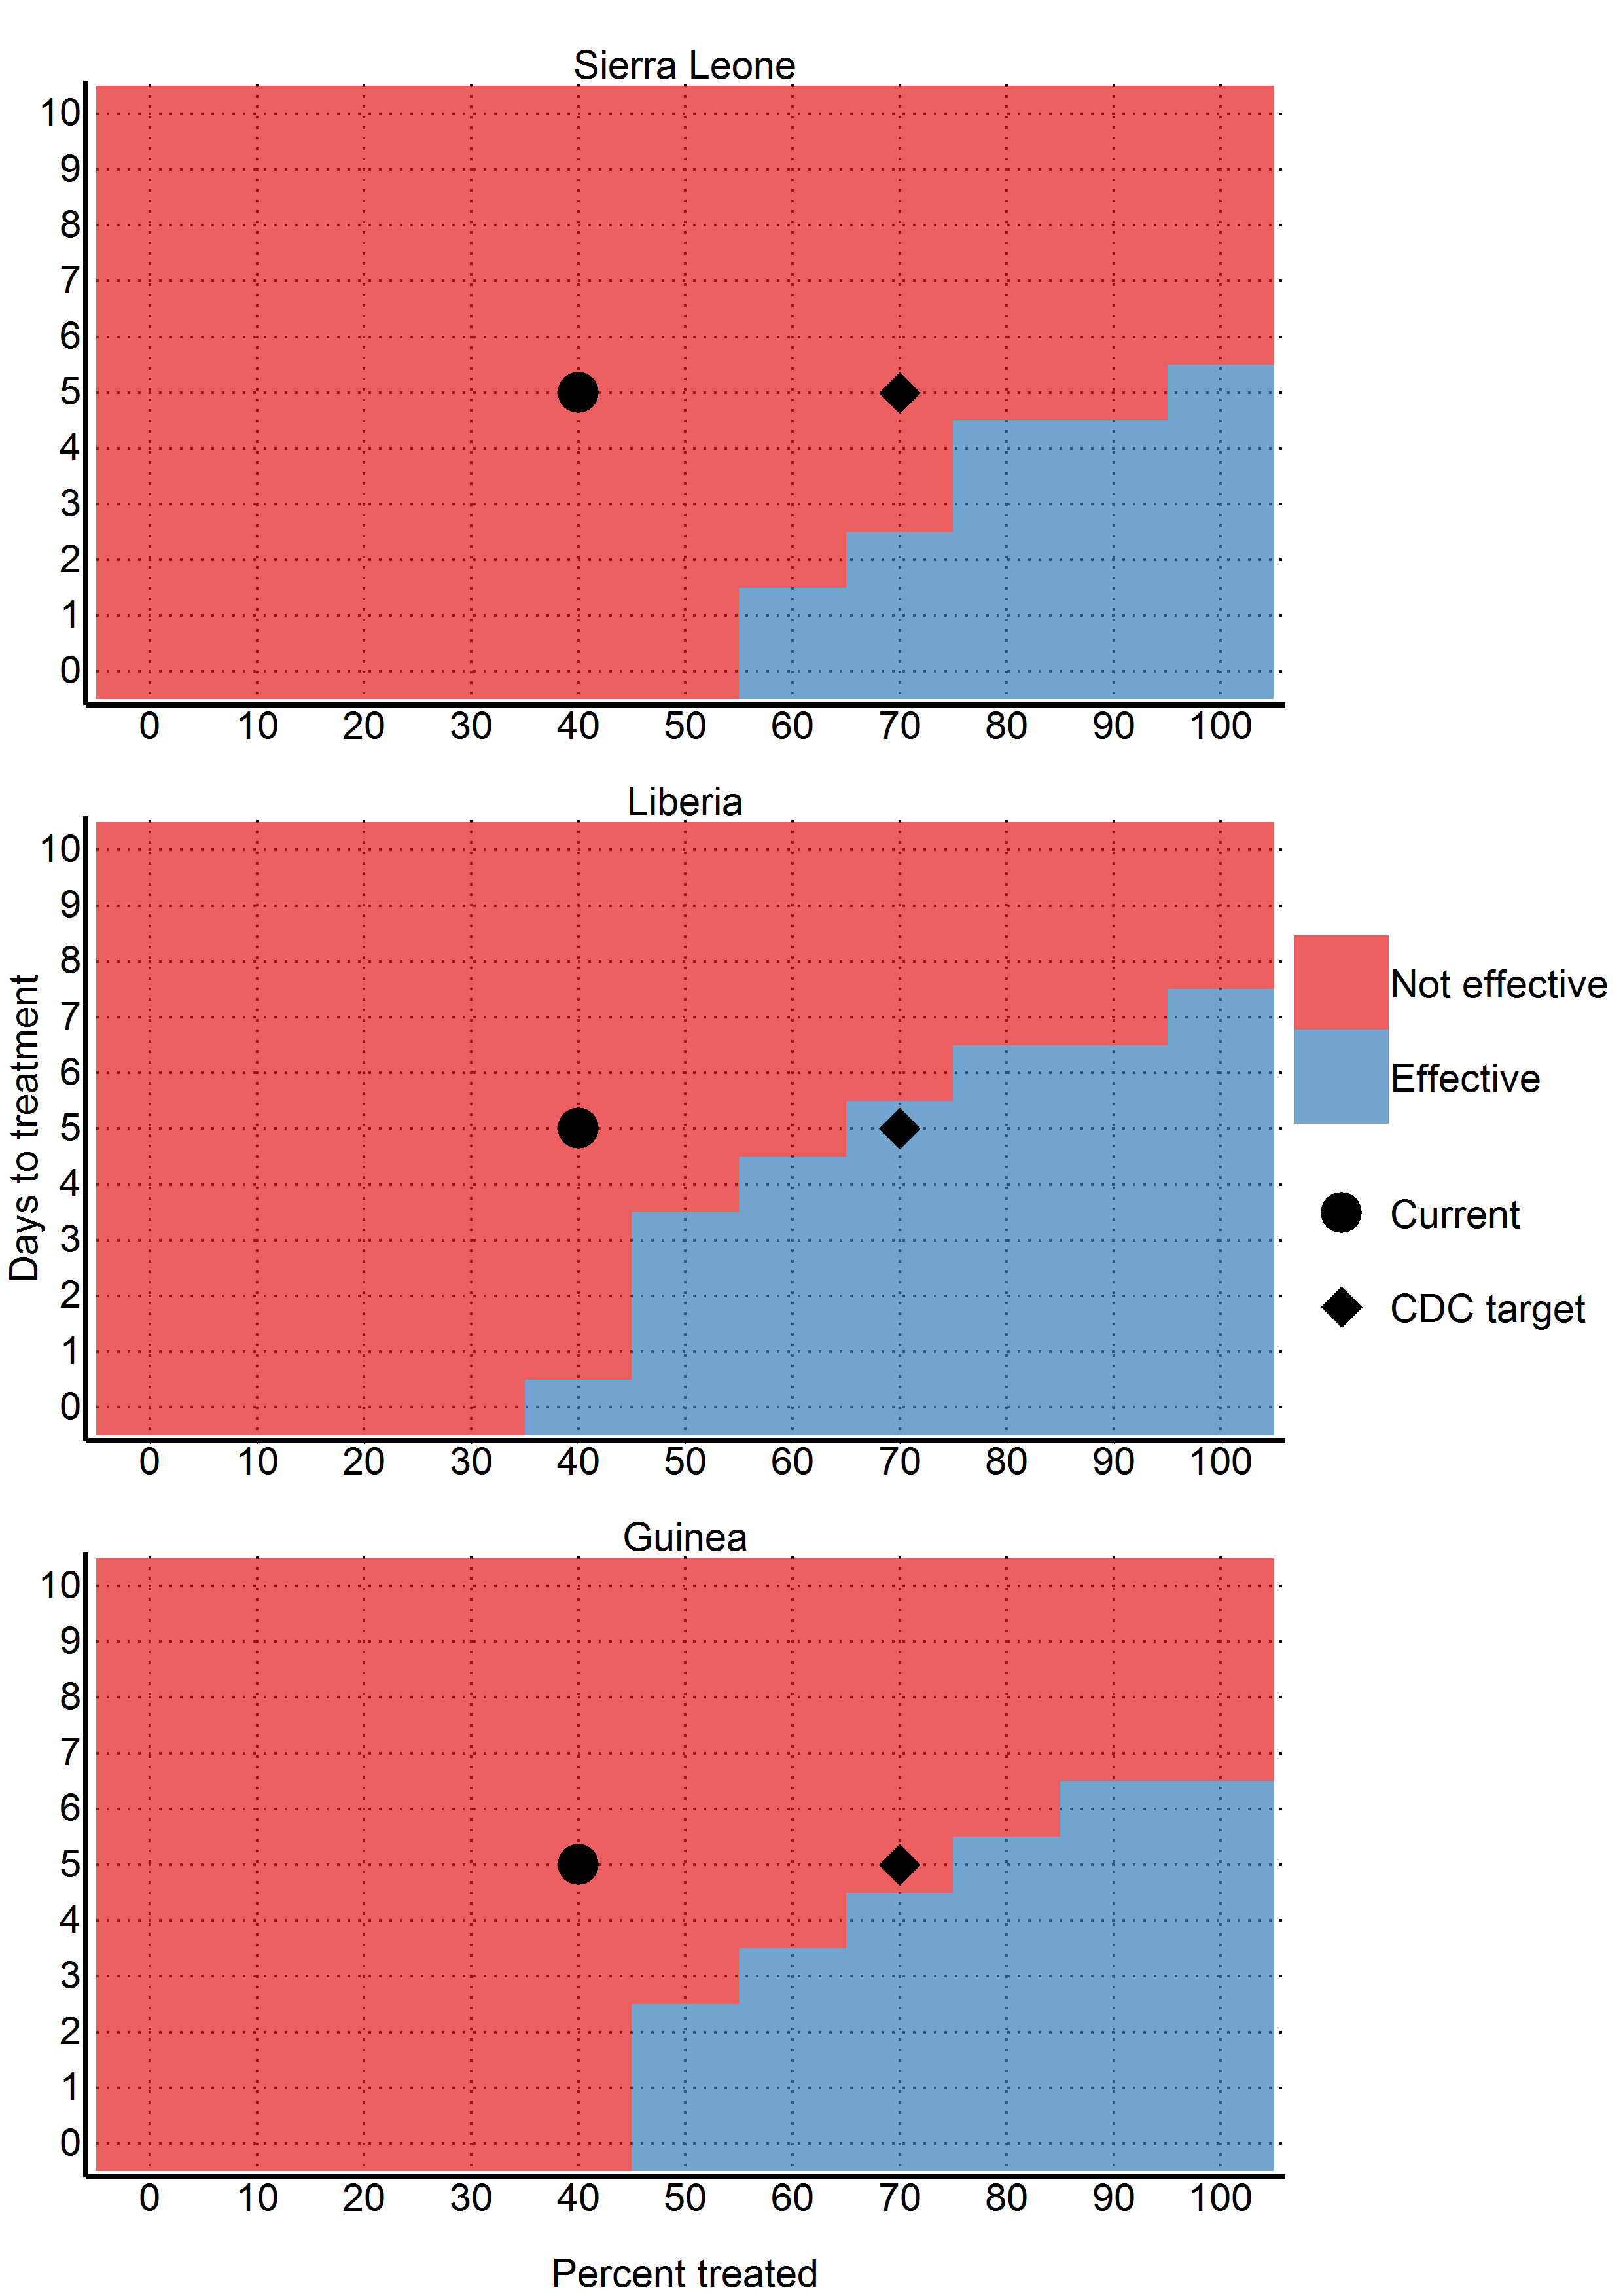 Sierra Leone
10
9
8
7
6
5
4
3
2
1
0
0 10 20 30 40 50 60 70 80 90 100
Liberia
10
9
8
7
6
5
4
3
2
1
0
0 10 20 30 40 50 60 70 80 90 100
Days to treatment
Not effective
Effective
Current
CDC target
Guinea
10
9
8
7
6
5
4
3
2
1
0
0 10 20 30 40 50 60 70 80 90 100
Percent treated